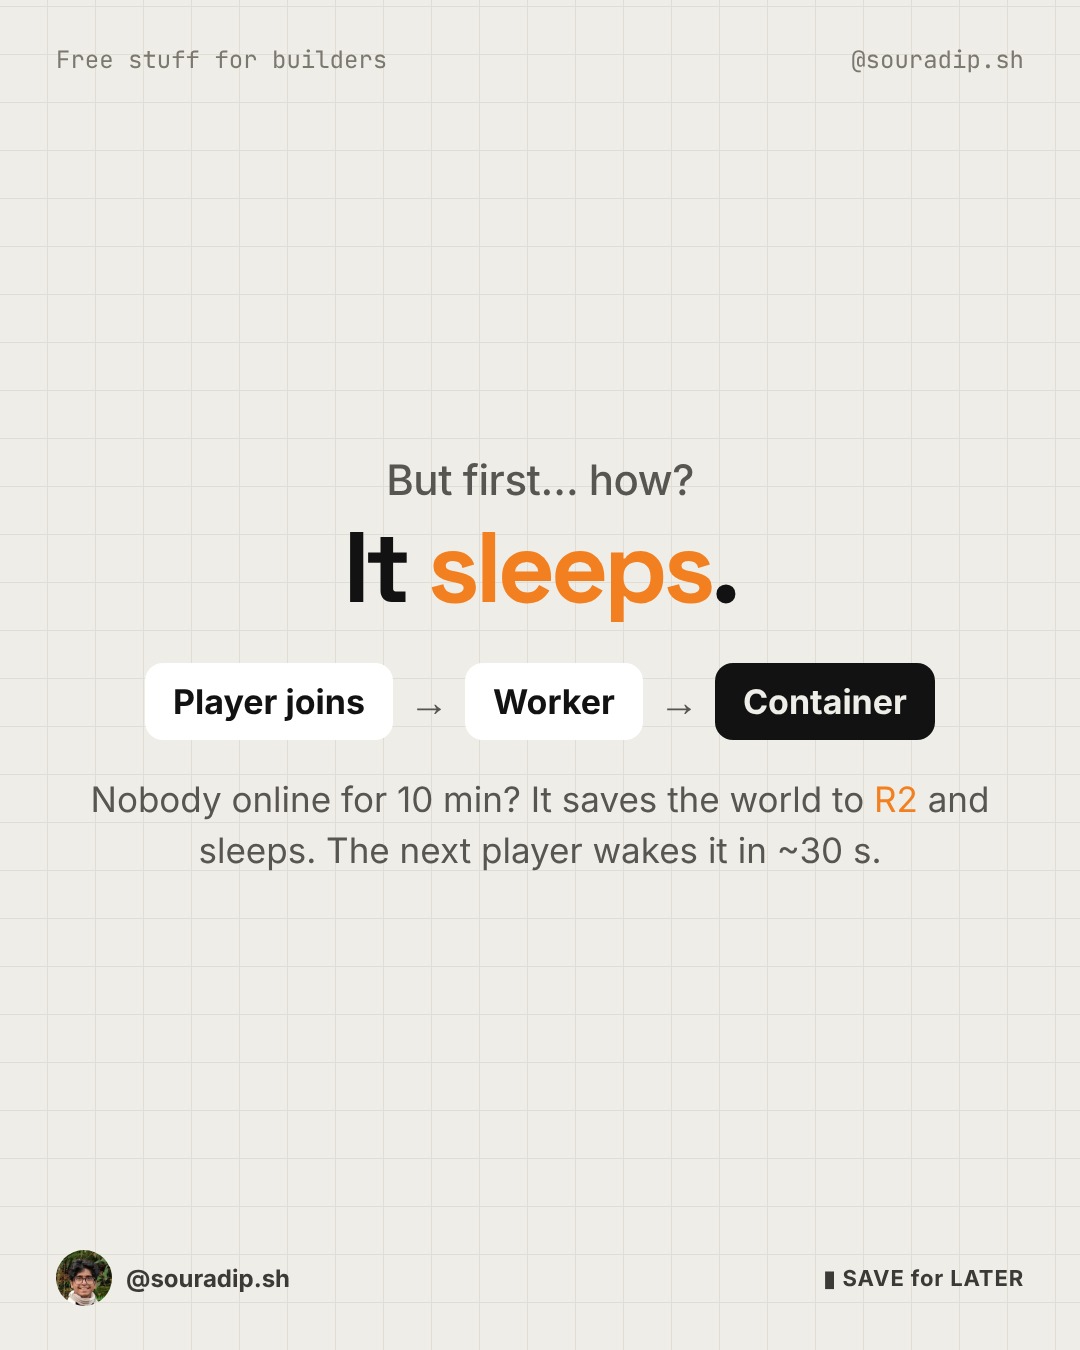 Free stuff for builders
@souradip.sh
But first... how?
It sleeps.
Player joins → Worker → Container
Nobody online for 10 min? It saves the world to R2 and
sleeps. The next player wakes it in ~30 s.
@souradip.sh
SAVE for LATER